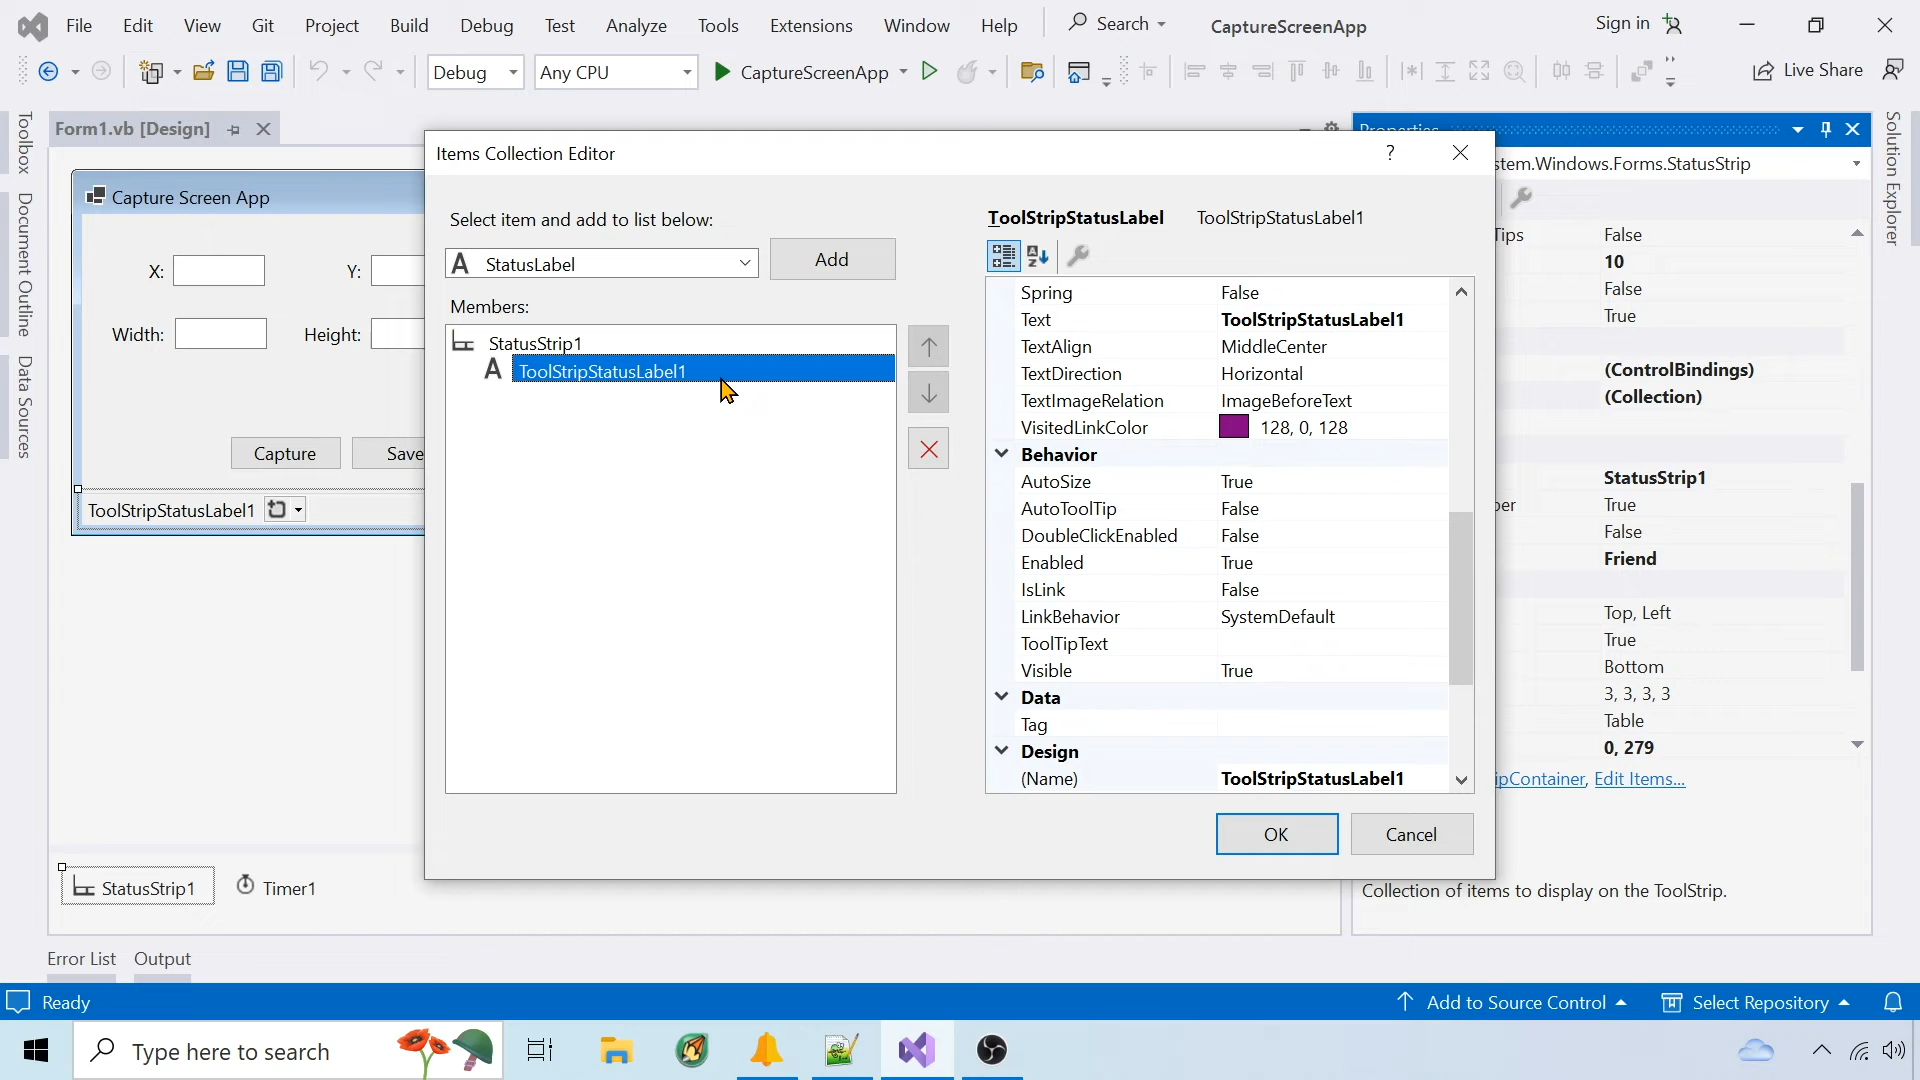 File Edit View Git Project Build Debug Test Analyze Tools Extensions Window Help Search CaptureScreenApp Sign in
Debug Any CPU CaptureScreenApp Live Share
Toolbox
Document Outline
Data Sources
Form1.vb [Design]
Capture Screen App
X: Y:
Width: Height:
Capture Save
ToolStripStatusLabel1
StatusStrip1 Timer1
Items Collection Editor ?
Select item and add to list below:
A StatusLabel Add
Members:
StatusStrip1
A ToolStripStatusLabel1
ToolStripStatusLabel ToolStripStatusLabel1
Spring False
Text ToolStripStatusLabel1
TextAlign MiddleCenter
TextDirection Horizontal
TextImageRelation ImageBeforeText
VisitedLinkColor 128, 0, 128
Behavior
AutoSize True
AutoToolTip False
DoubleClickEnabled False
Enabled True
IsLink False
LinkBehavior SystemDefault
ToolTipText
Visible True
Data
Tag
Design
(Name) ToolStripStatusLabel1
OK Cancel
Properties
stem.Windows.Forms.StatusStrip
Tips False
10
False
True
(ControlBindings)
(Collection)
StatusStrip1
ber True
False
Friend
Top, Left
True
Bottom
3, 3, 3, 3
Table
0, 279
ipContainer, Edit Items...
Collection of items to display on the ToolStrip.
Solution Explorer
Error List Output
Ready Add to Source Control Select Repository
Type here to search